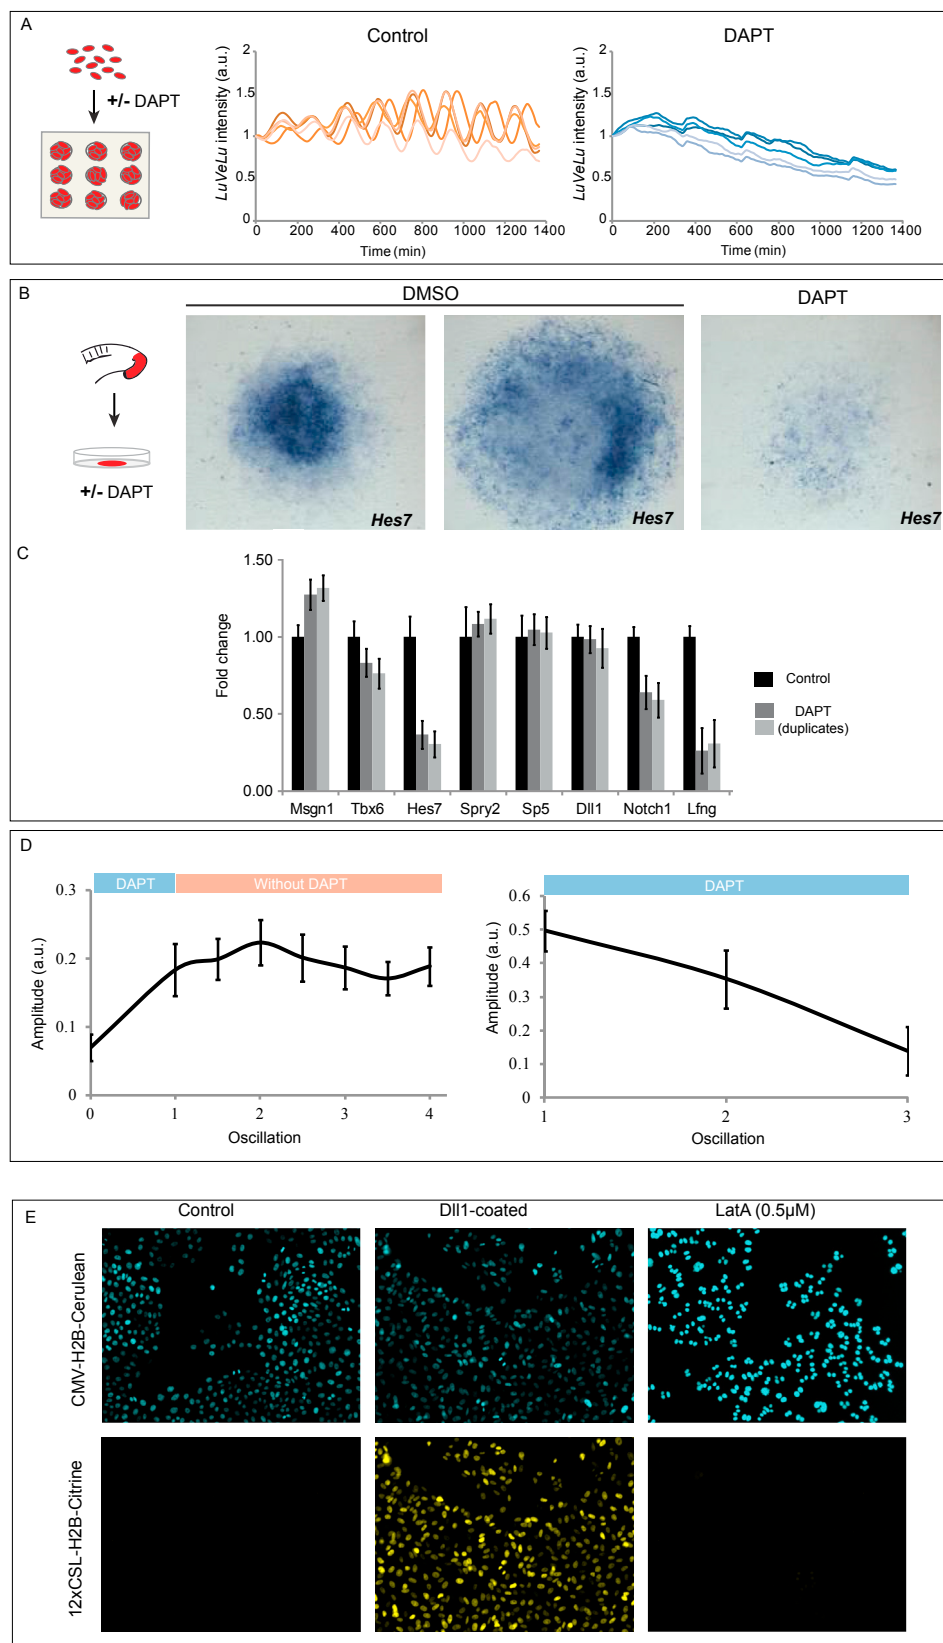 A
+/- DAPT
Control
LuVeLu intensity (a.u.)
2
1.5
1
0.5
0
0 200 400 600 800 1000 1200 1400
Time (min)
DAPT
LuVeLu intensity (a.u.)
2
1.5
1
0.5
0
0 200 400 600 800 1000 1200 1400
Time (min)
B
+/- DAPT
DMSO
DAPT
Hes7
Hes7
Hes7
C
Fold change
1.50
1.00
0.50
0.00
Msgn1 Tbx6 Hes7 Spry2 Sp5 Dll1 Notch1 Lfng
Control
DAPT
(duplicates)
D
DAPT Without DAPT
Amplitude (a.u.)
0.3
0.2
0.1
0
0 1 2 3 4
Oscillation
DAPT
Amplitude (a.u.)
0.6
0.5
0.4
0.3
0.2
0.1
0
1 2 3
Oscillation
E
Control
Dll1-coated
LatA (0.5µM)
CMV-H2B-Cerulean
12xCSL-H2B-Citrine